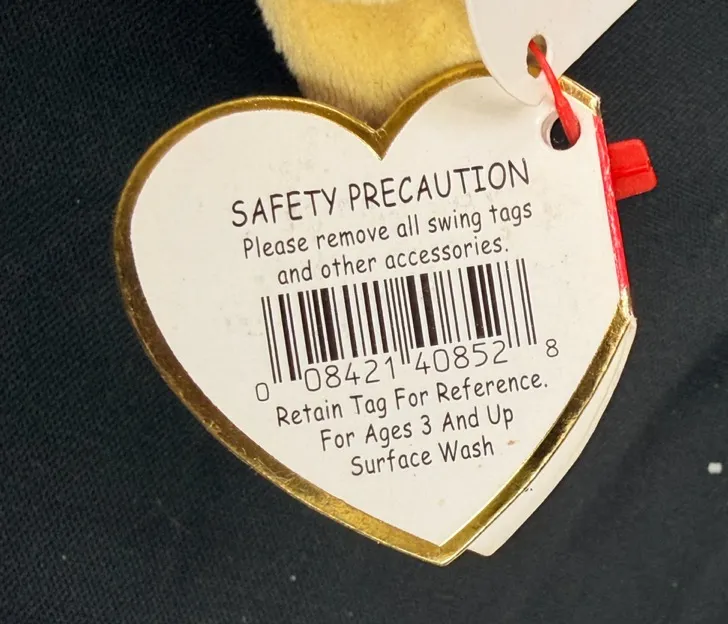 SAFETY PRECAUTION
Please remove all swing tags
and other accessories.
0 08421 40852 8
Retain Tag For Reference.
For Ages 3 And Up
Surface Wash